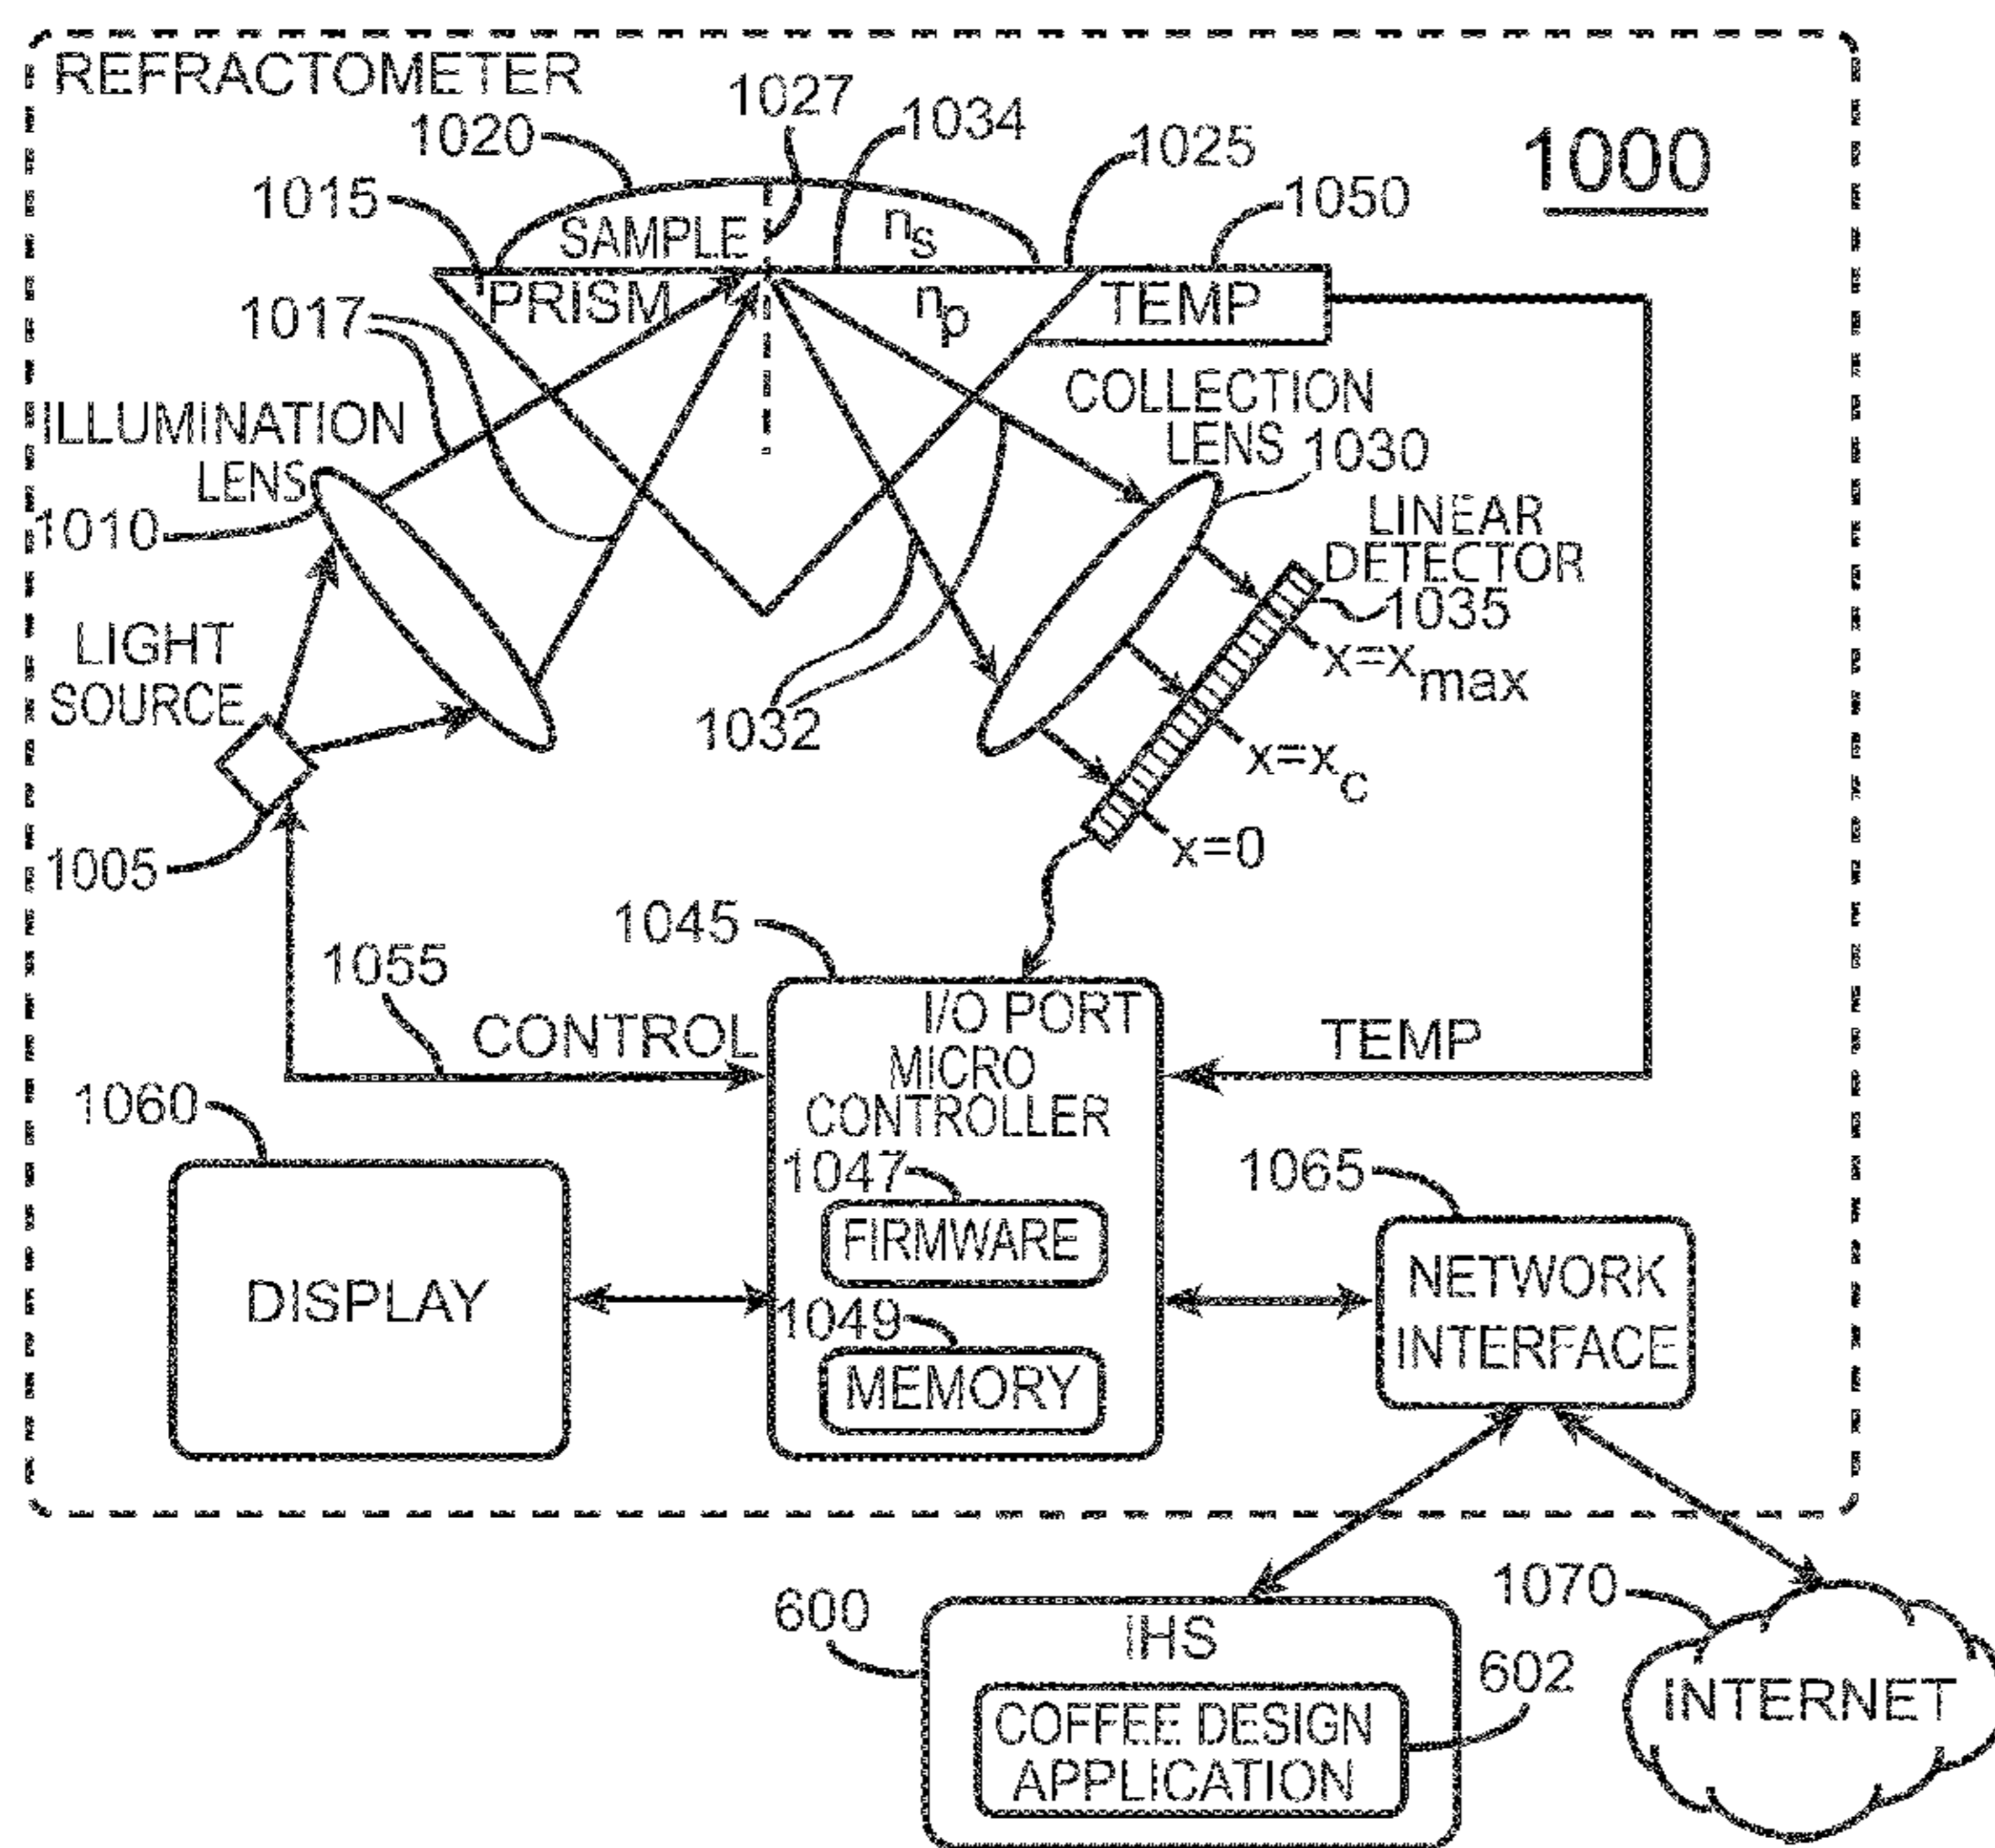 REFRACTOMETER
1027
1020
1034
1025
1000
1015
1050
SAMPLE
nS
PRISM
np
TEMP
1017
COLLECTION
LENS
1030
ILLUMINATION
LENS
1010
LINEAR
DETECTOR
1035
LIGHT
SOURCE
x=xmax
1032
x=xC
x=0
1005
1045
1055
I/O PORT
CONTROL
MICRO
CONTROLLER
TEMP
1060
1047
1065
FIRMWARE
DISPLAY
NETWORK
INTERFACE
1049
MEMORY
1070
600
IHS
602
COFFEE DESIGN
APPLICATION
INTERNET